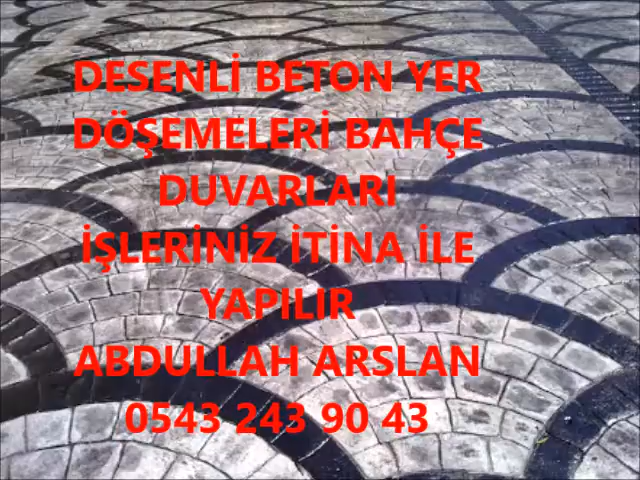 DESENLİ BETON YER
DÖŞEMELERİ BAHÇE
DUVARLARI
İŞLERİNİZ İTİNA İLE
YAPILIR
ABDULLAH ARSLAN
0543 243 90 43